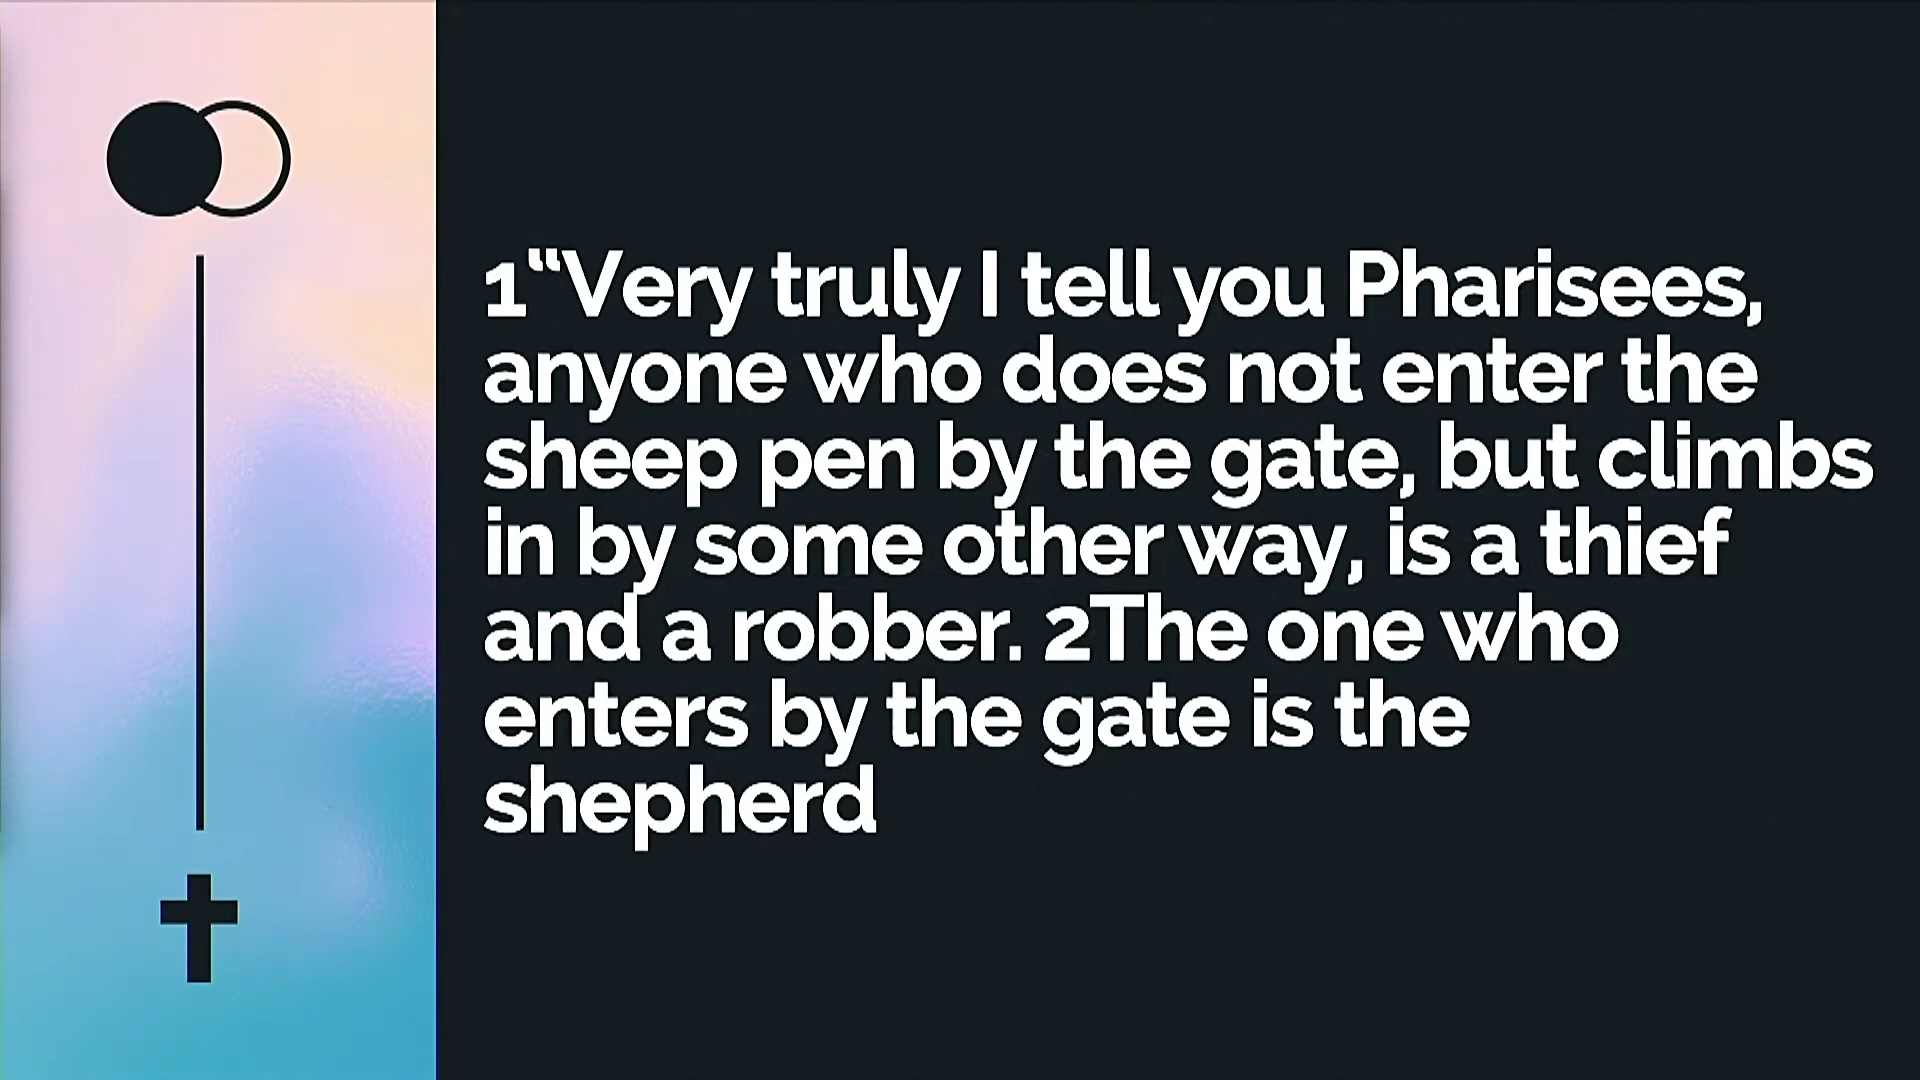 1“Very truly I tell you Pharisees,
anyone who does not enter the
sheep pen by the gate, but climbs
in by some other way, is a thief
and a robber. 2The one who
enters by the gate is the
shepherd